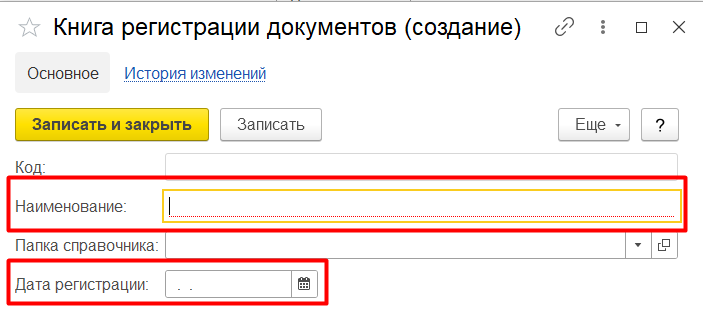 Книга регистрации документов (создание)
Основное История изменений
Записать и закрыть Записать Еще ?
Код:
Наименование:
Папка справочника:
Дата регистрации: . .